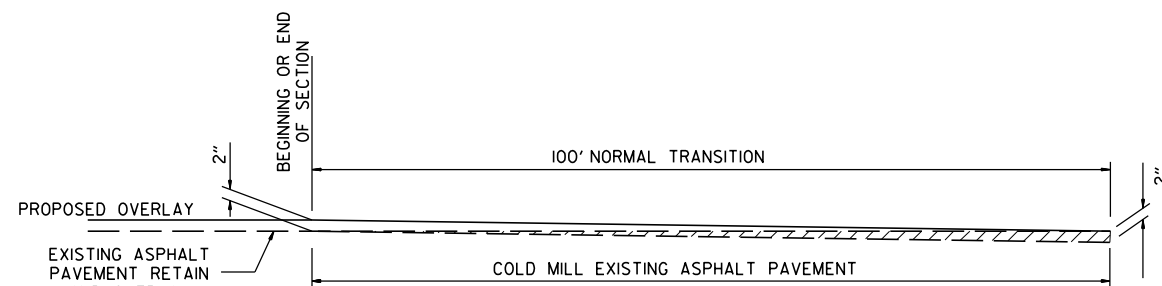 BEGINNING OR END
OF SECTION
2"
100' NORMAL TRANSITION
2"
PROPOSED OVERLAY
EXISTING ASPHALT
PAVEMENT RETAIN
COLD MILL EXISTING ASPHALT PAVEMENT